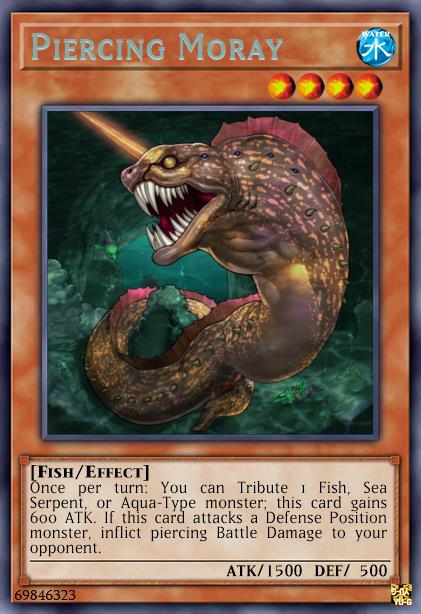 Piercing Moray
WATER
水
[Fish/Effect]
Once per turn: You can Tribute 1 Fish, Sea
Serpent, or Aqua-Type monster; this card gains
600 ATK. If this card attacks a Defense Position
monster, inflict piercing Battle Damage to your
opponent.
ATK/1500 DEF/ 500
69846323